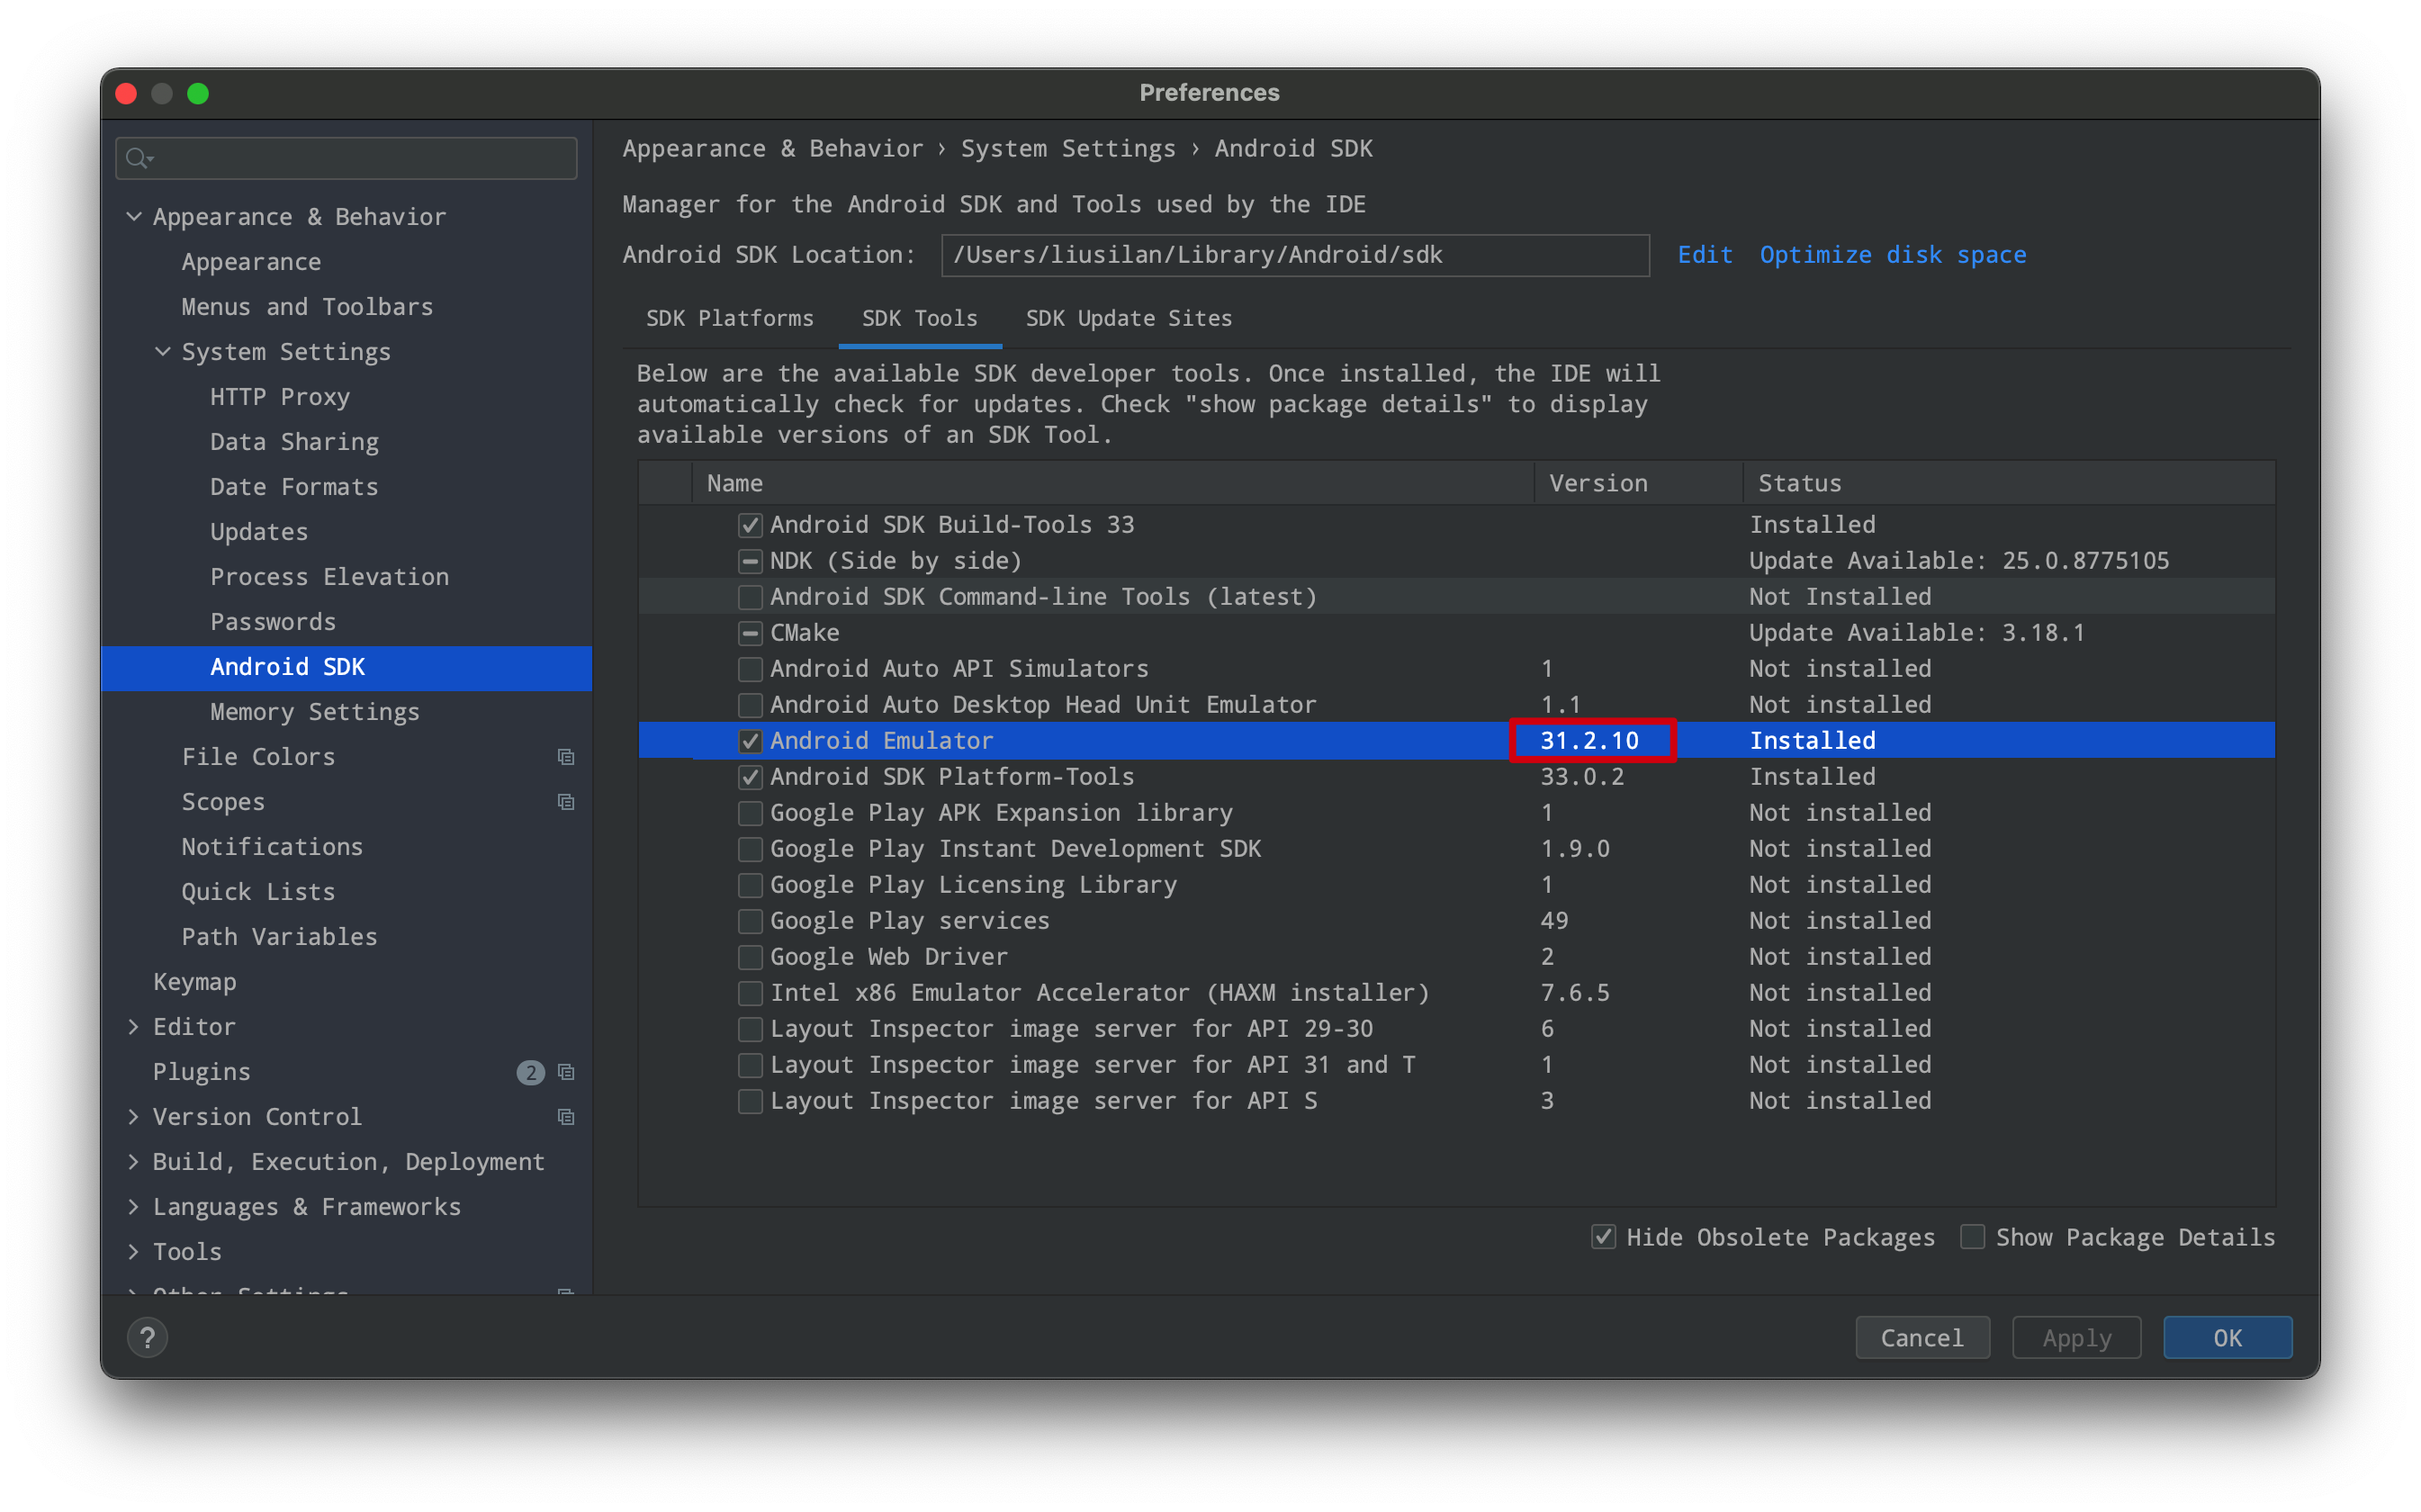 Preferences
Appearance & Behavior
Appearance
Menus and Toolbars
System Settings
HTTP Proxy
Data Sharing
Date Formats
Updates
Process Elevation
Passwords
Android SDK
Memory Settings
File Colors
Scopes
Notifications
Quick Lists
Path Variables
Keymap
Editor
Plugins 2
Version Control
Build, Execution, Deployment
Languages & Frameworks
Tools
Other Settings
Appearance & Behavior › System Settings › Android SDK
Manager for the Android SDK and Tools used by the IDE
Android SDK Location: /Users/liusilan/Library/Android/sdk Edit Optimize disk space
SDK Platforms SDK Tools SDK Update Sites
Below are the available SDK developer tools. Once installed, the IDE will
automatically check for updates. Check "show package details" to display
available versions of an SDK Tool.
Name Version Status
Android SDK Build-Tools 33 Installed
NDK (Side by side) Update Available: 25.0.8775105
Android SDK Command-line Tools (latest) Not Installed
CMake Update Available: 3.18.1
Android Auto API Simulators 1 Not installed
Android Auto Desktop Head Unit Emulator 1.1 Not installed
Android Emulator 31.2.10 Installed
Android SDK Platform-Tools 33.0.2 Installed
Google Play APK Expansion library 1 Not installed
Google Play Instant Development SDK 1.9.0 Not installed
Google Play Licensing Library 1 Not installed
Google Play services 49 Not installed
Google Web Driver 2 Not installed
Intel x86 Emulator Accelerator (HAXM installer) 7.6.5 Not installed
Layout Inspector image server for API 29-30 6 Not installed
Layout Inspector image server for API 31 and T 1 Not installed
Layout Inspector image server for API S 3 Not installed
Hide Obsolete Packages Show Package Details
? Cancel Apply OK